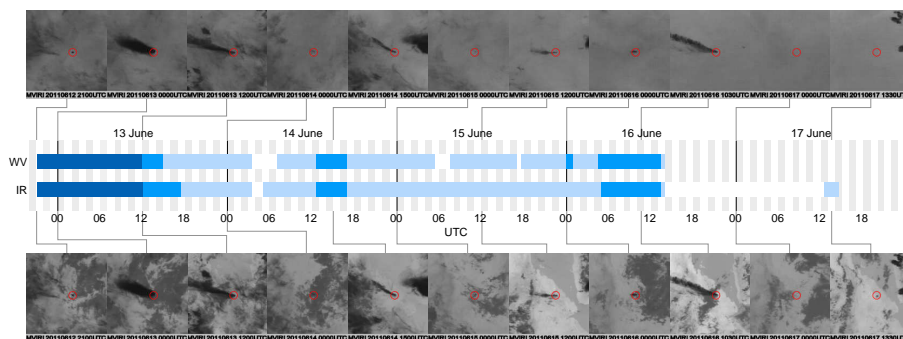 MVIRI 20110612 2100UTC MVIRI 20110613 0000UTC MVIRI 20110613 1200UTC MVIRI 20110614 0000UTC MVIRI 20110614 1500UTC MVIRI 20110615 0000UTC MVIRI 20110615 1200UTC MVIRI 20110616 0000UTC MVIRI 20110616 1030UTC MVIRI 20110617 0000UTC MVIRI 20110617 1330UTC
13 June 14 June 15 June 16 June 17 June
WV
IR
00 06 12 18 00 06 12 18 00 06 12 18 00 06 12 18 00 06 12 18
UTC
MVIRI 20110612 2100UTC MVIRI 20110613 0000UTC MVIRI 20110613 1200UTC MVIRI 20110614 0000UTC MVIRI 20110614 1500UTC MVIRI 20110615 0000UTC MVIRI 20110615 1200UTC MVIRI 20110616 0000UTC MVIRI 20110616 1030UTC MVIRI 20110617 0000UTC MVIRI 20110617 1330UTC